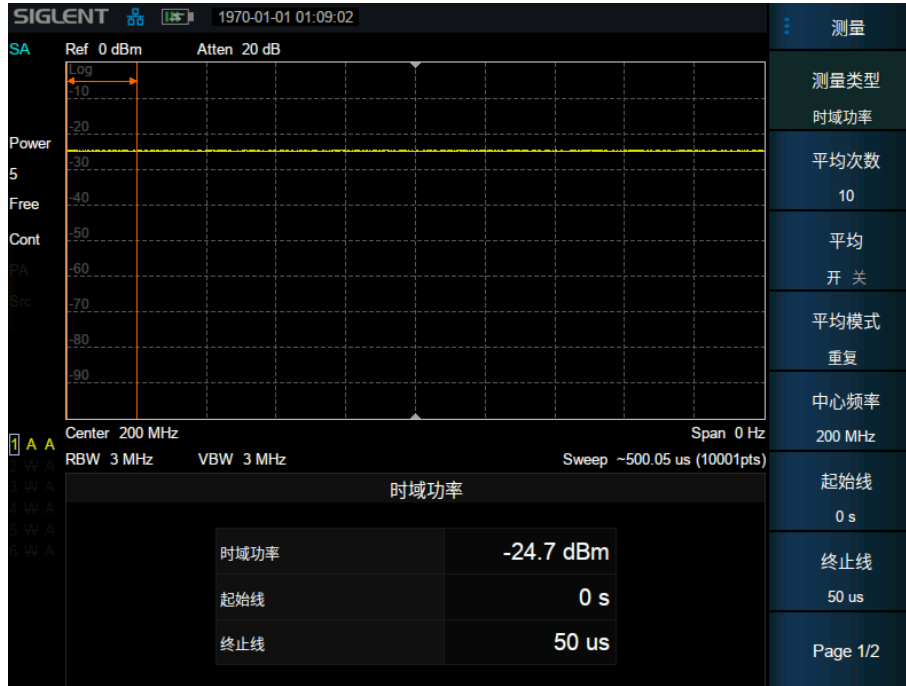 SIGLENT 1970-01-01 01:09:02
SA Ref 0 dBm Atten 20 dB
Log
-10
-20
Power
-30
5
-40
Free
-50
Cont
-60
PA
-70
Src
-80
-90
Center 200 MHz Span 0 Hz
1 A A
RBW 3 MHz VBW 3 MHz Sweep ~500.05 us (10001pts)
2 W A
3 W A
4 W A
5 W A
6 W A
时域功率
时域功率 -24.7 dBm
起始线 0 s
终止线 50 us
测量
测量类型
时域功率
平均次数
10
平均
开 关
平均模式
重复
中心频率
200 MHz
起始线
0 s
终止线
50 us
Page 1/2